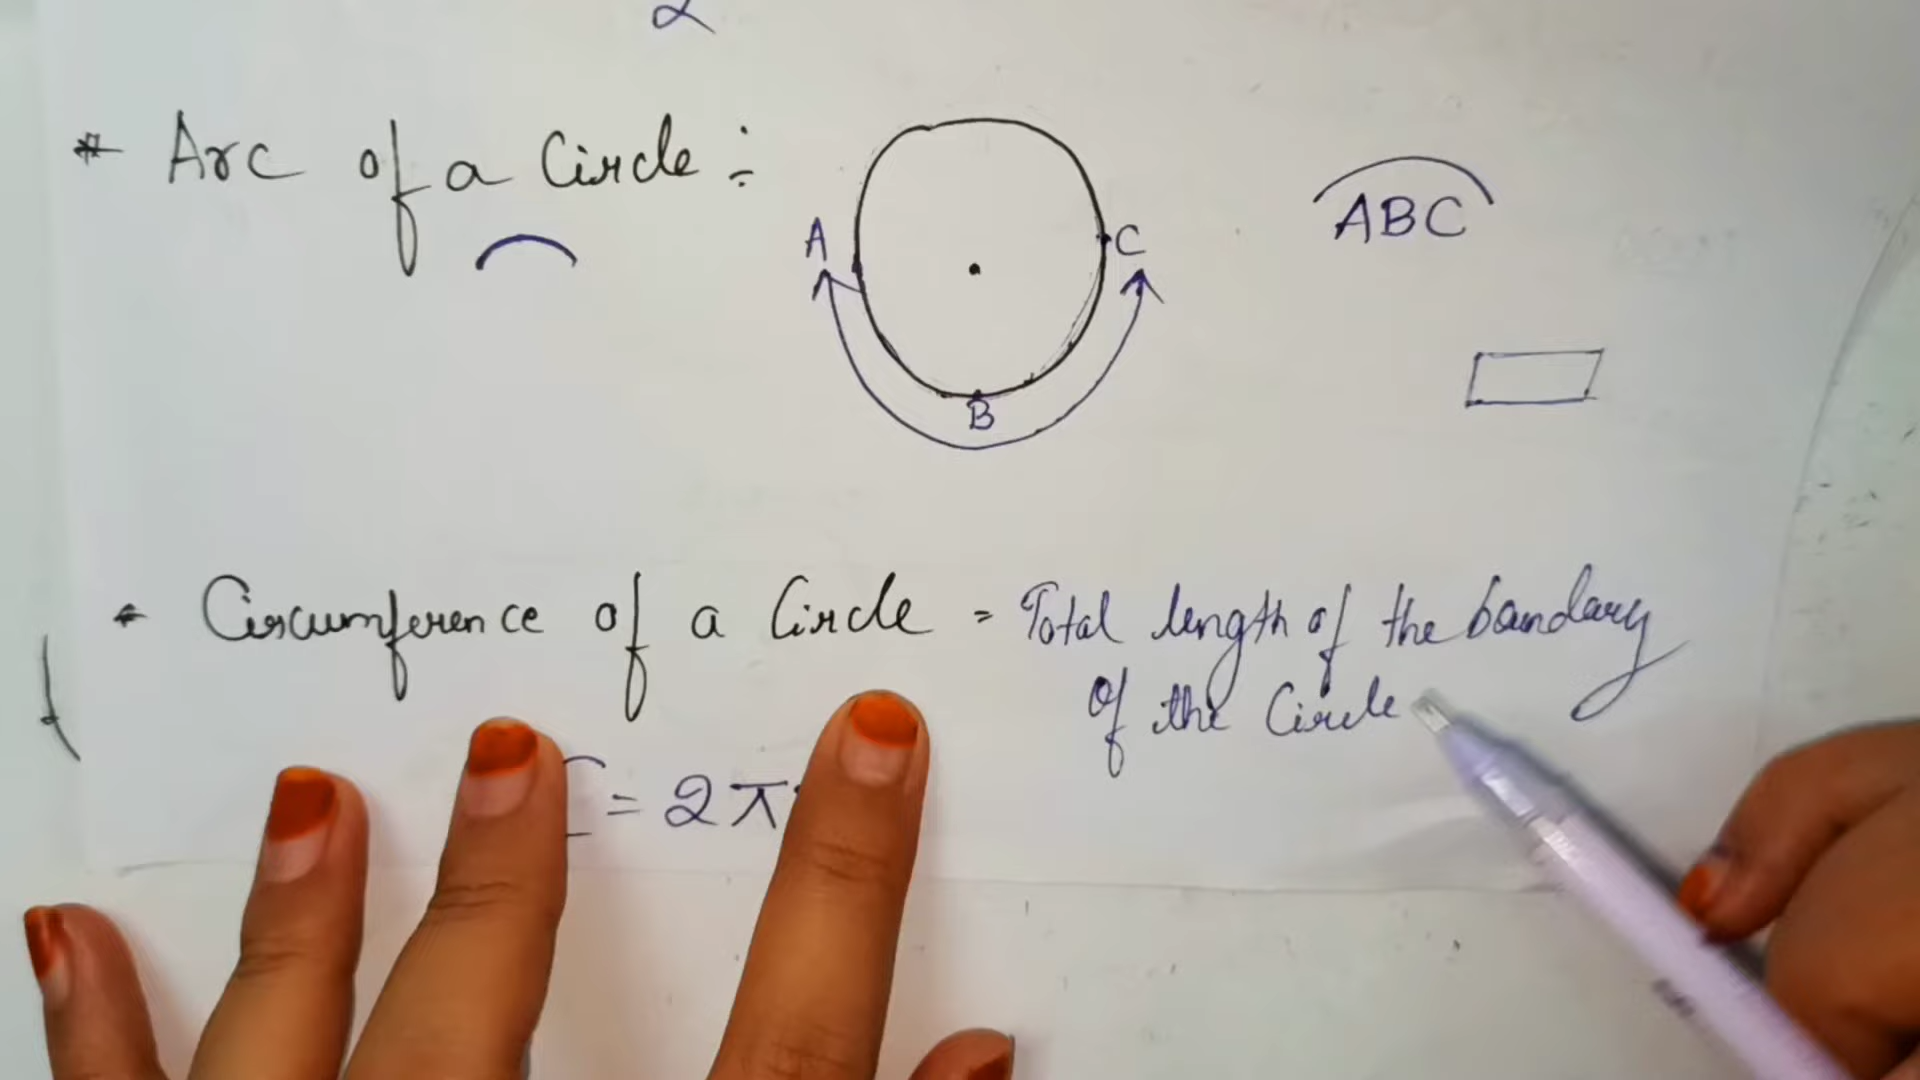 * Arc of a Circle ÷
A
C
B
ABC
* Circumference of a Circle = Total length of the boundary
of the Circle
= 2π